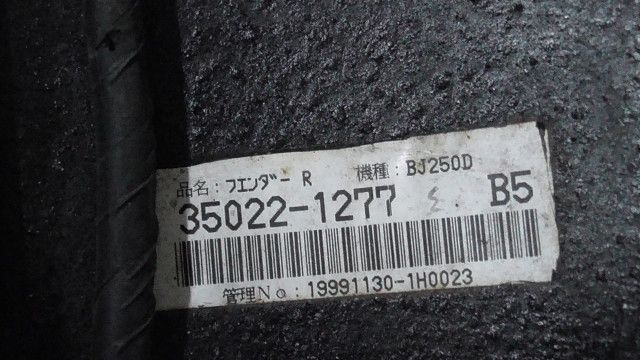 品名：フエンダー R 機種：BJ250D
35022-1277 B5
管理No：19991130-1H0023